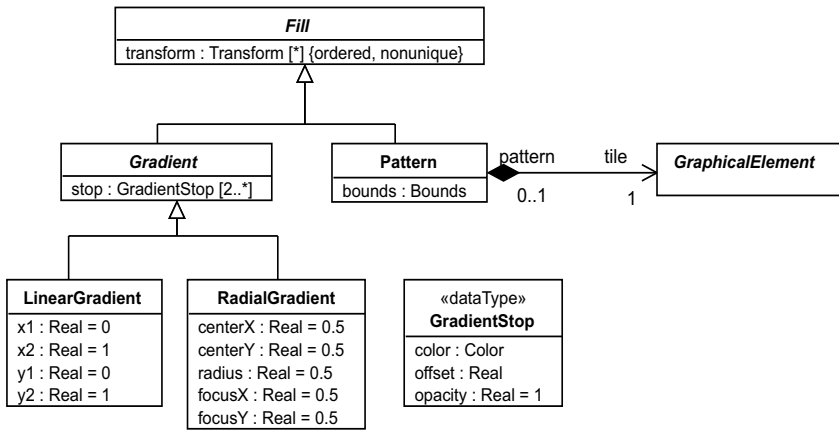 Fill
transform : Transform [*] {ordered, nonunique}
Gradient
stop : GradientStop [2..*]
Pattern
bounds : Bounds
pattern
tile
0..1
1
GraphicalElement
LinearGradient
x1 : Real = 0
x2 : Real = 1
y1 : Real = 0
y2 : Real = 1
RadialGradient
centerX : Real = 0.5
centerY : Real = 0.5
radius : Real = 0.5
focusX : Real = 0.5
focusY : Real = 0.5
«dataType»
GradientStop
color : Color
offset : Real
opacity : Real = 1